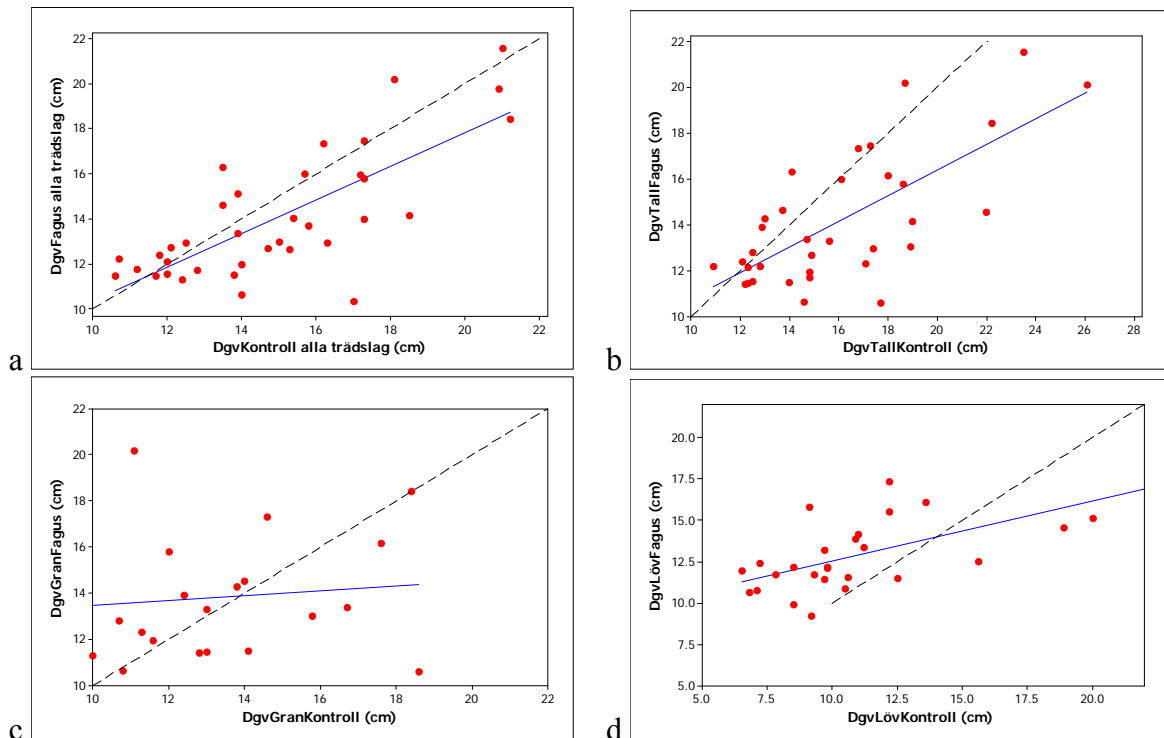 22
20
18
16
14
12
10
10 12 14 16 18 20 22
DgvFagus alla trädslag (cm)
DgvKontroll alla trädslag (cm)
a
22
20
18
16
14
12
10
10 12 14 16 18 20 22 24 26 28
DgvTallFagus (cm)
DgvTallKontroll (cm)
b
22
20
18
16
14
12
10
10 12 14 16 18 20 22
DgvGranFagus (cm)
DgvGranKontroll (cm)
c
20.0
17.5
15.0
12.5
10.0
7.5
5.0
5.0 7.5 10.0 12.5 15.0 17.5 20.0
DgvLövFagus (cm)
DgvLövKontroll (cm)
d